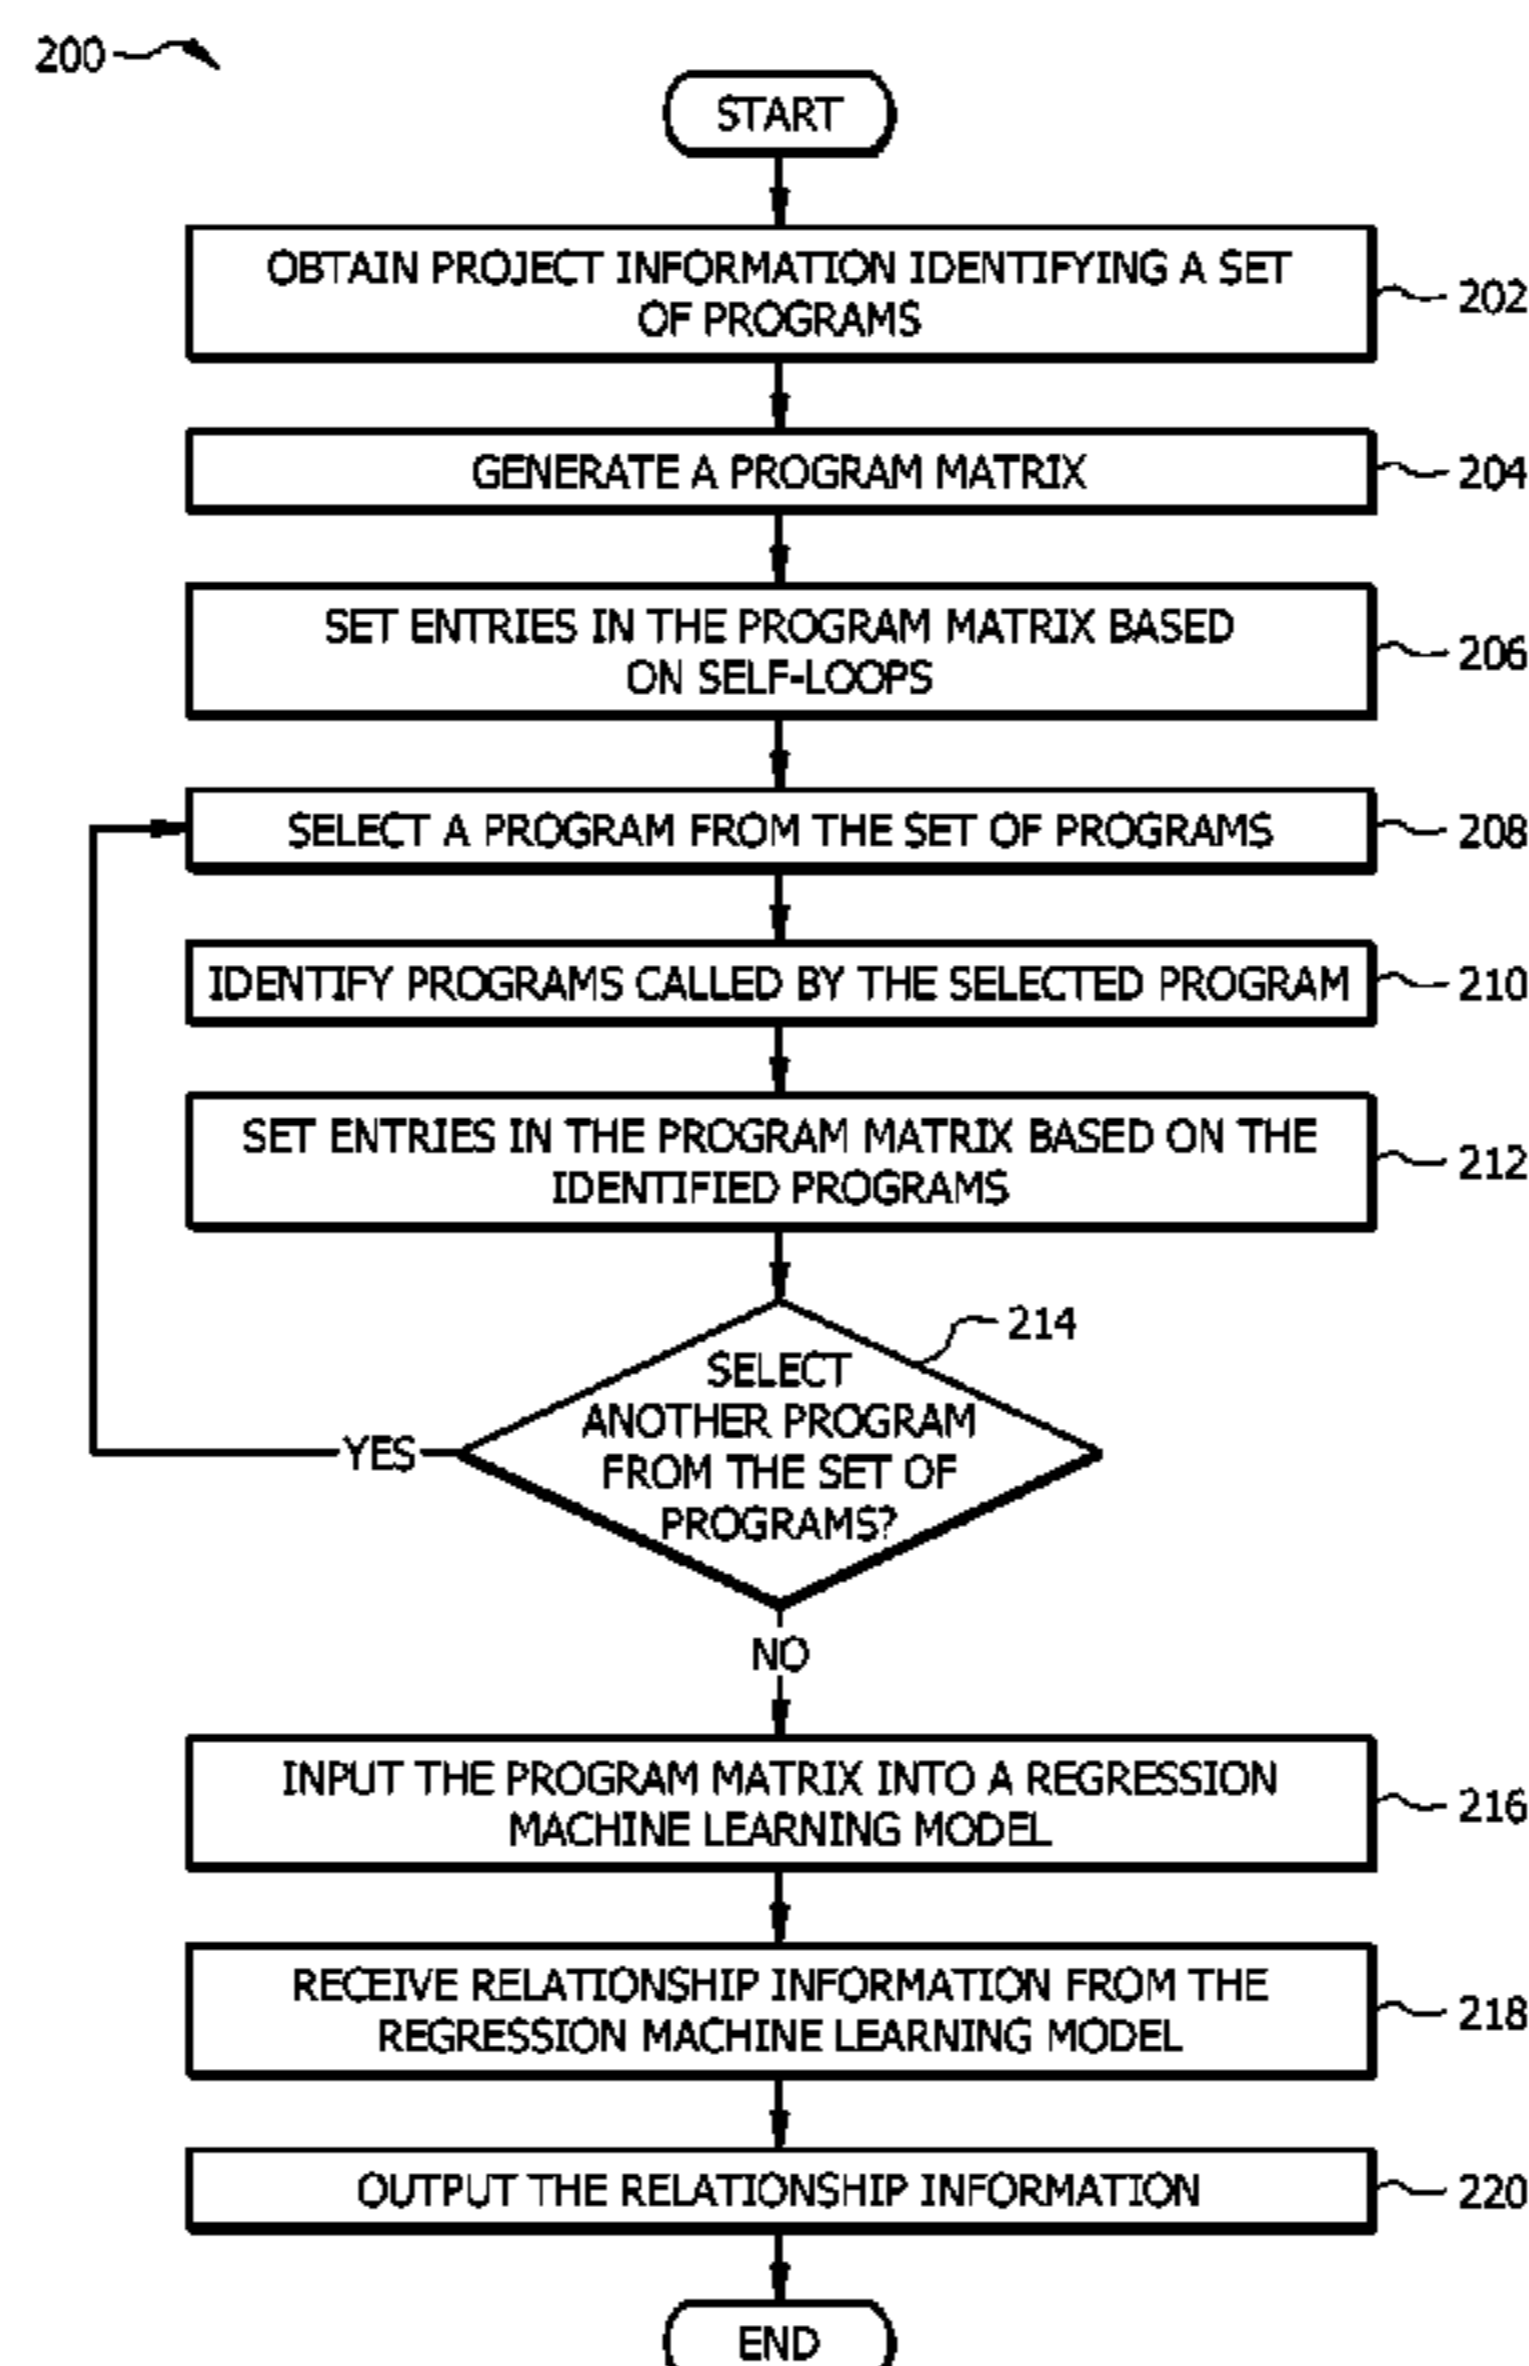 200
START
OBTAIN PROJECT INFORMATION IDENTIFYING A SET
OF PROGRAMS
202
GENERATE A PROGRAM MATRIX
204
SET ENTRIES IN THE PROGRAM MATRIX BASED
ON SELF-LOOPS
206
SELECT A PROGRAM FROM THE SET OF PROGRAMS
208
IDENTIFY PROGRAMS CALLED BY THE SELECTED PROGRAM
210
SET ENTRIES IN THE PROGRAM MATRIX BASED ON THE
IDENTIFIED PROGRAMS
212
214
SELECT
ANOTHER PROGRAM
FROM THE SET OF
PROGRAMS?
YES
NO
INPUT THE PROGRAM MATRIX INTO A REGRESSION
MACHINE LEARNING MODEL
216
RECEIVE RELATIONSHIP INFORMATION FROM THE
REGRESSION MACHINE LEARNING MODEL
218
OUTPUT THE RELATIONSHIP INFORMATION
220
END